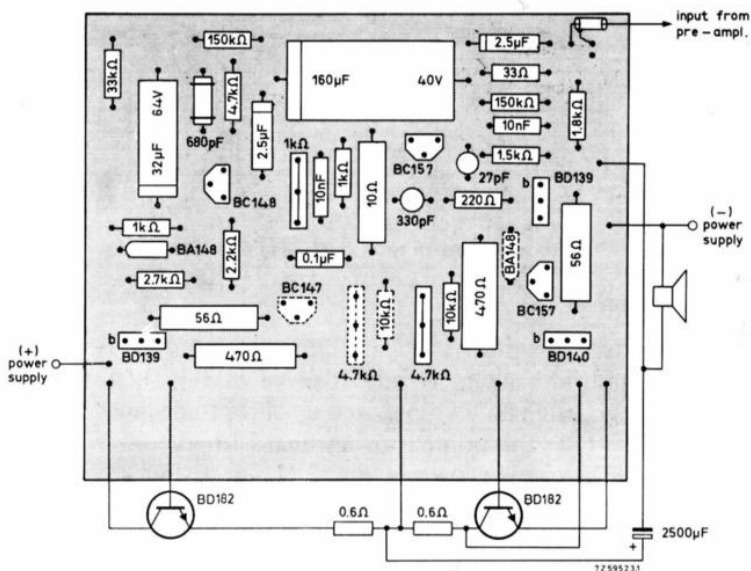 input from
pre-ampl.
150kΩ
33kΩ
64V
32µF
680pF
4.7kΩ
2.5µF
160µF
40V
2.5µF
33Ω
150kΩ
10nF
1.5kΩ
1.8kΩ
BC148
1kΩ
10nF
1kΩ
10Ω
BC157
330pF
27pF
220Ω
b
BD139
(-)
power
supply
1kΩ
BA148
2.7kΩ
2.2kΩ
0.1µF
BC147
10kΩ
4.7kΩ
4.7kΩ
10kΩ
470Ω
BA148
BC157
56Ω
56Ω
b
BD139
470Ω
b
BD140
(+)
power
supply
BD182
0.6Ω
0.6Ω
BD182
2500µF
+
7Z59523.1